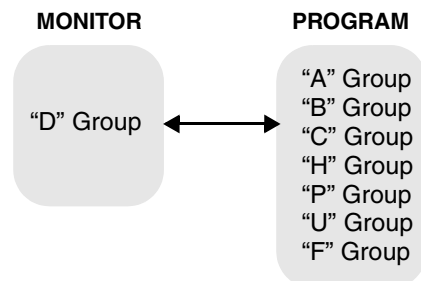 MONITOR
“D” Group
PROGRAM
“A” Group
“B” Group
“C” Group
“H” Group
“P” Group
“U” Group
“F” Group